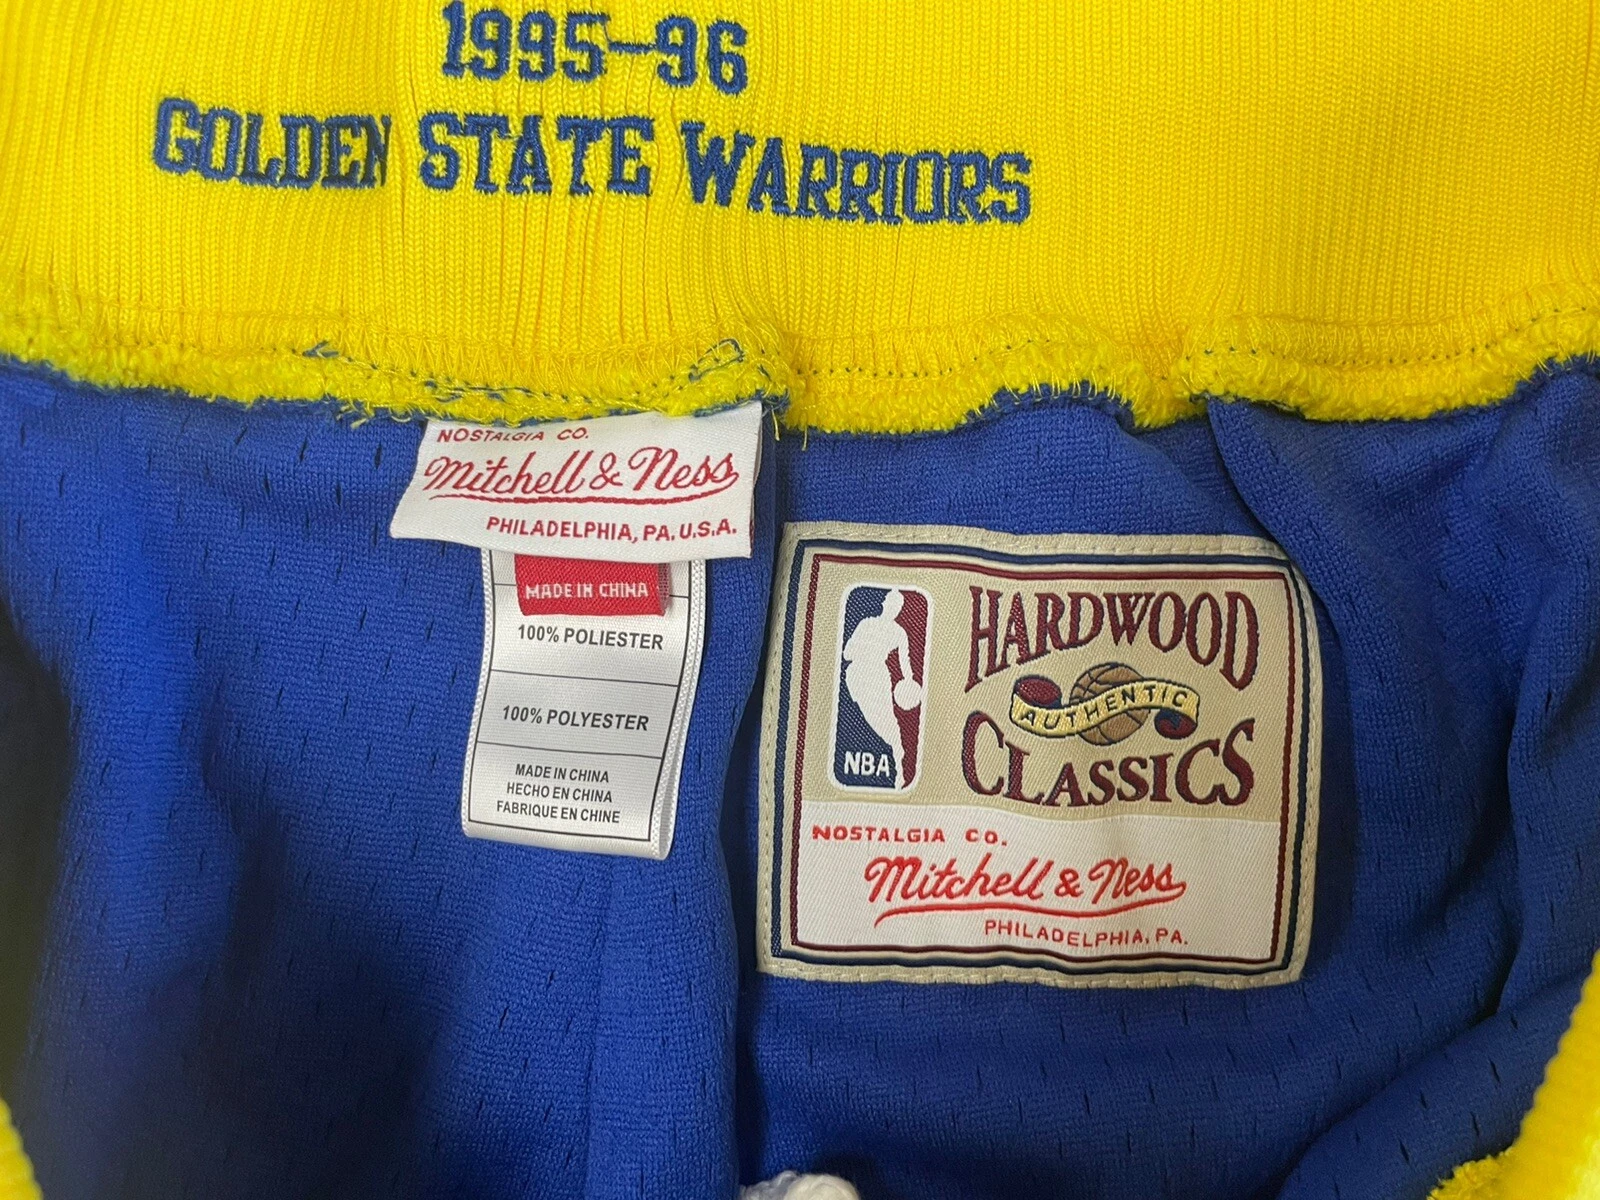 1995-96
GOLDEN STATE WARRIORS
NOSTALGIA CO.
Mitchell & Ness
PHILADELPHIA, PA. U.S.A.
MADE IN CHINA
100% POLIESTER
100% POLYESTER
MADE IN CHINA
HECHO EN CHINA
FABRIQUE EN CHINE
NBA
HARDWOOD
AUTHENTIC
CLASSICS
NOSTALGIA CO.
Mitchell & Ness
PHILADELPHIA, PA.